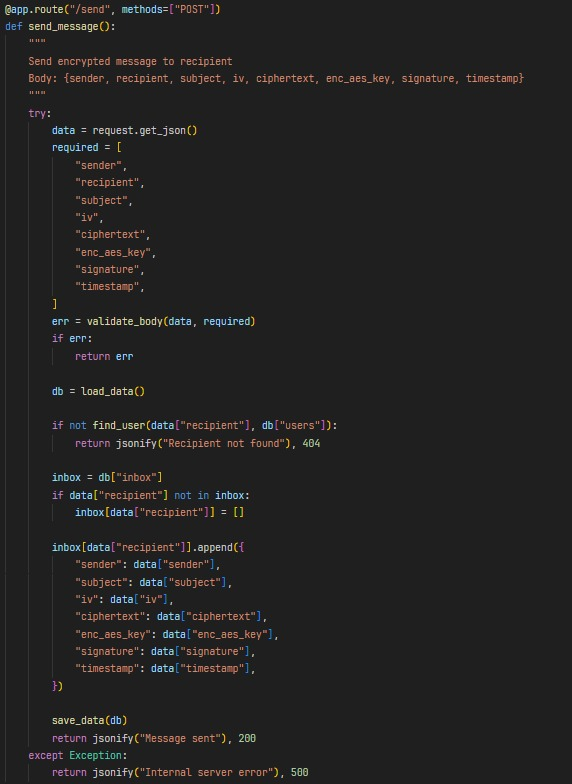 @app.route("/send", methods=["POST"])
def send_message():
    """
    Send encrypted message to recipient
    Body: {sender, recipient, subject, iv, ciphertext, enc_aes_key, signature, timestamp}
    """
    try:
        data = request.get_json()
        required = [
            "sender",
            "recipient",
            "subject",
            "iv",
            "ciphertext",
            "enc_aes_key",
            "signature",
            "timestamp",
        ]
        err = validate_body(data, required)
        if err:
            return err

        db = load_data()

        if not find_user(data["recipient"], db["users"]):
            return jsonify("Recipient not found"), 404

        inbox = db["inbox"]
        if data["recipient"] not in inbox:
            inbox[data["recipient"]] = []

        inbox[data["recipient"]].append({
            "sender": data["sender"],
            "subject": data["subject"],
            "iv": data["iv"],
            "ciphertext": data["ciphertext"],
            "enc_aes_key": data["enc_aes_key"],
            "signature": data["signature"],
            "timestamp": data["timestamp"],
        })

        save_data(db)
        return jsonify("Message sent"), 200
    except Exception:
        return jsonify("Internal server error"), 500